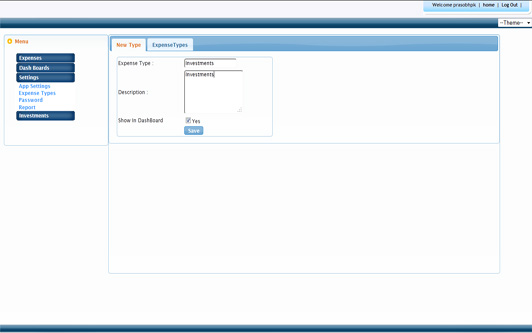 Welcome prasobhpk | home | Log Out |
--Theme--
Menu
Expenses
Dash Boards
Settings
App Settings
Expense Types
Password
Report
Investments
New Type
ExpenseTypes
Expense Type :
Investments
Description :
Investments
Show In DashBoard
Yes
Save